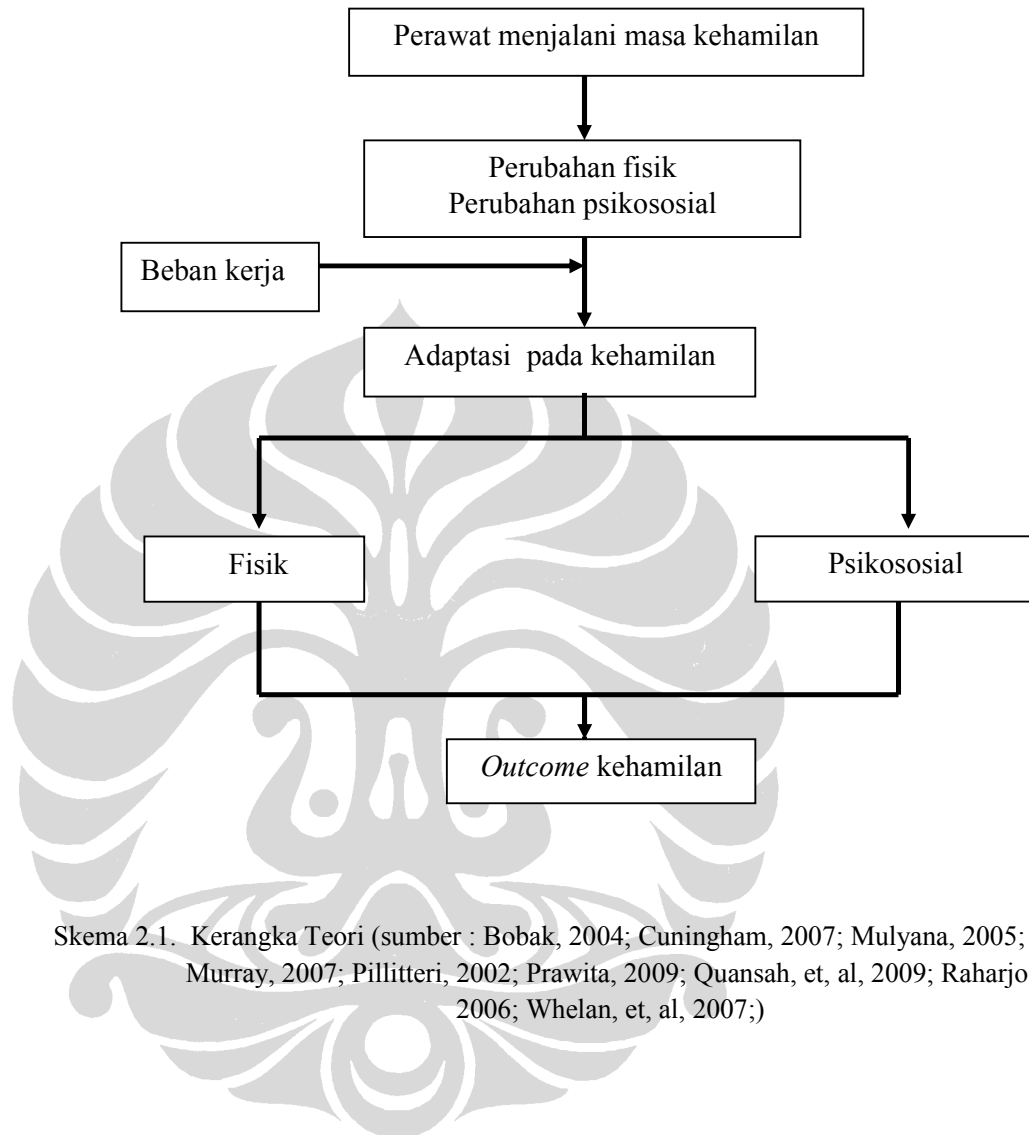 Perawat menjalani masa kehamilan
Perubahan fisik
Perubahan psikososial
Beban kerja
Adaptasi pada kehamilan
Fisik
Psikososial
Outcome kehamilan
Skema 2.1. Kerangka Teori (sumber : Bobak, 2004; Cuningham, 2007; Mulyana, 2005;
Murray, 2007; Pillitteri, 2002; Prawita, 2009; Quansah, et, al, 2009; Raharjo
2006; Whelan, et, al, 2007;)